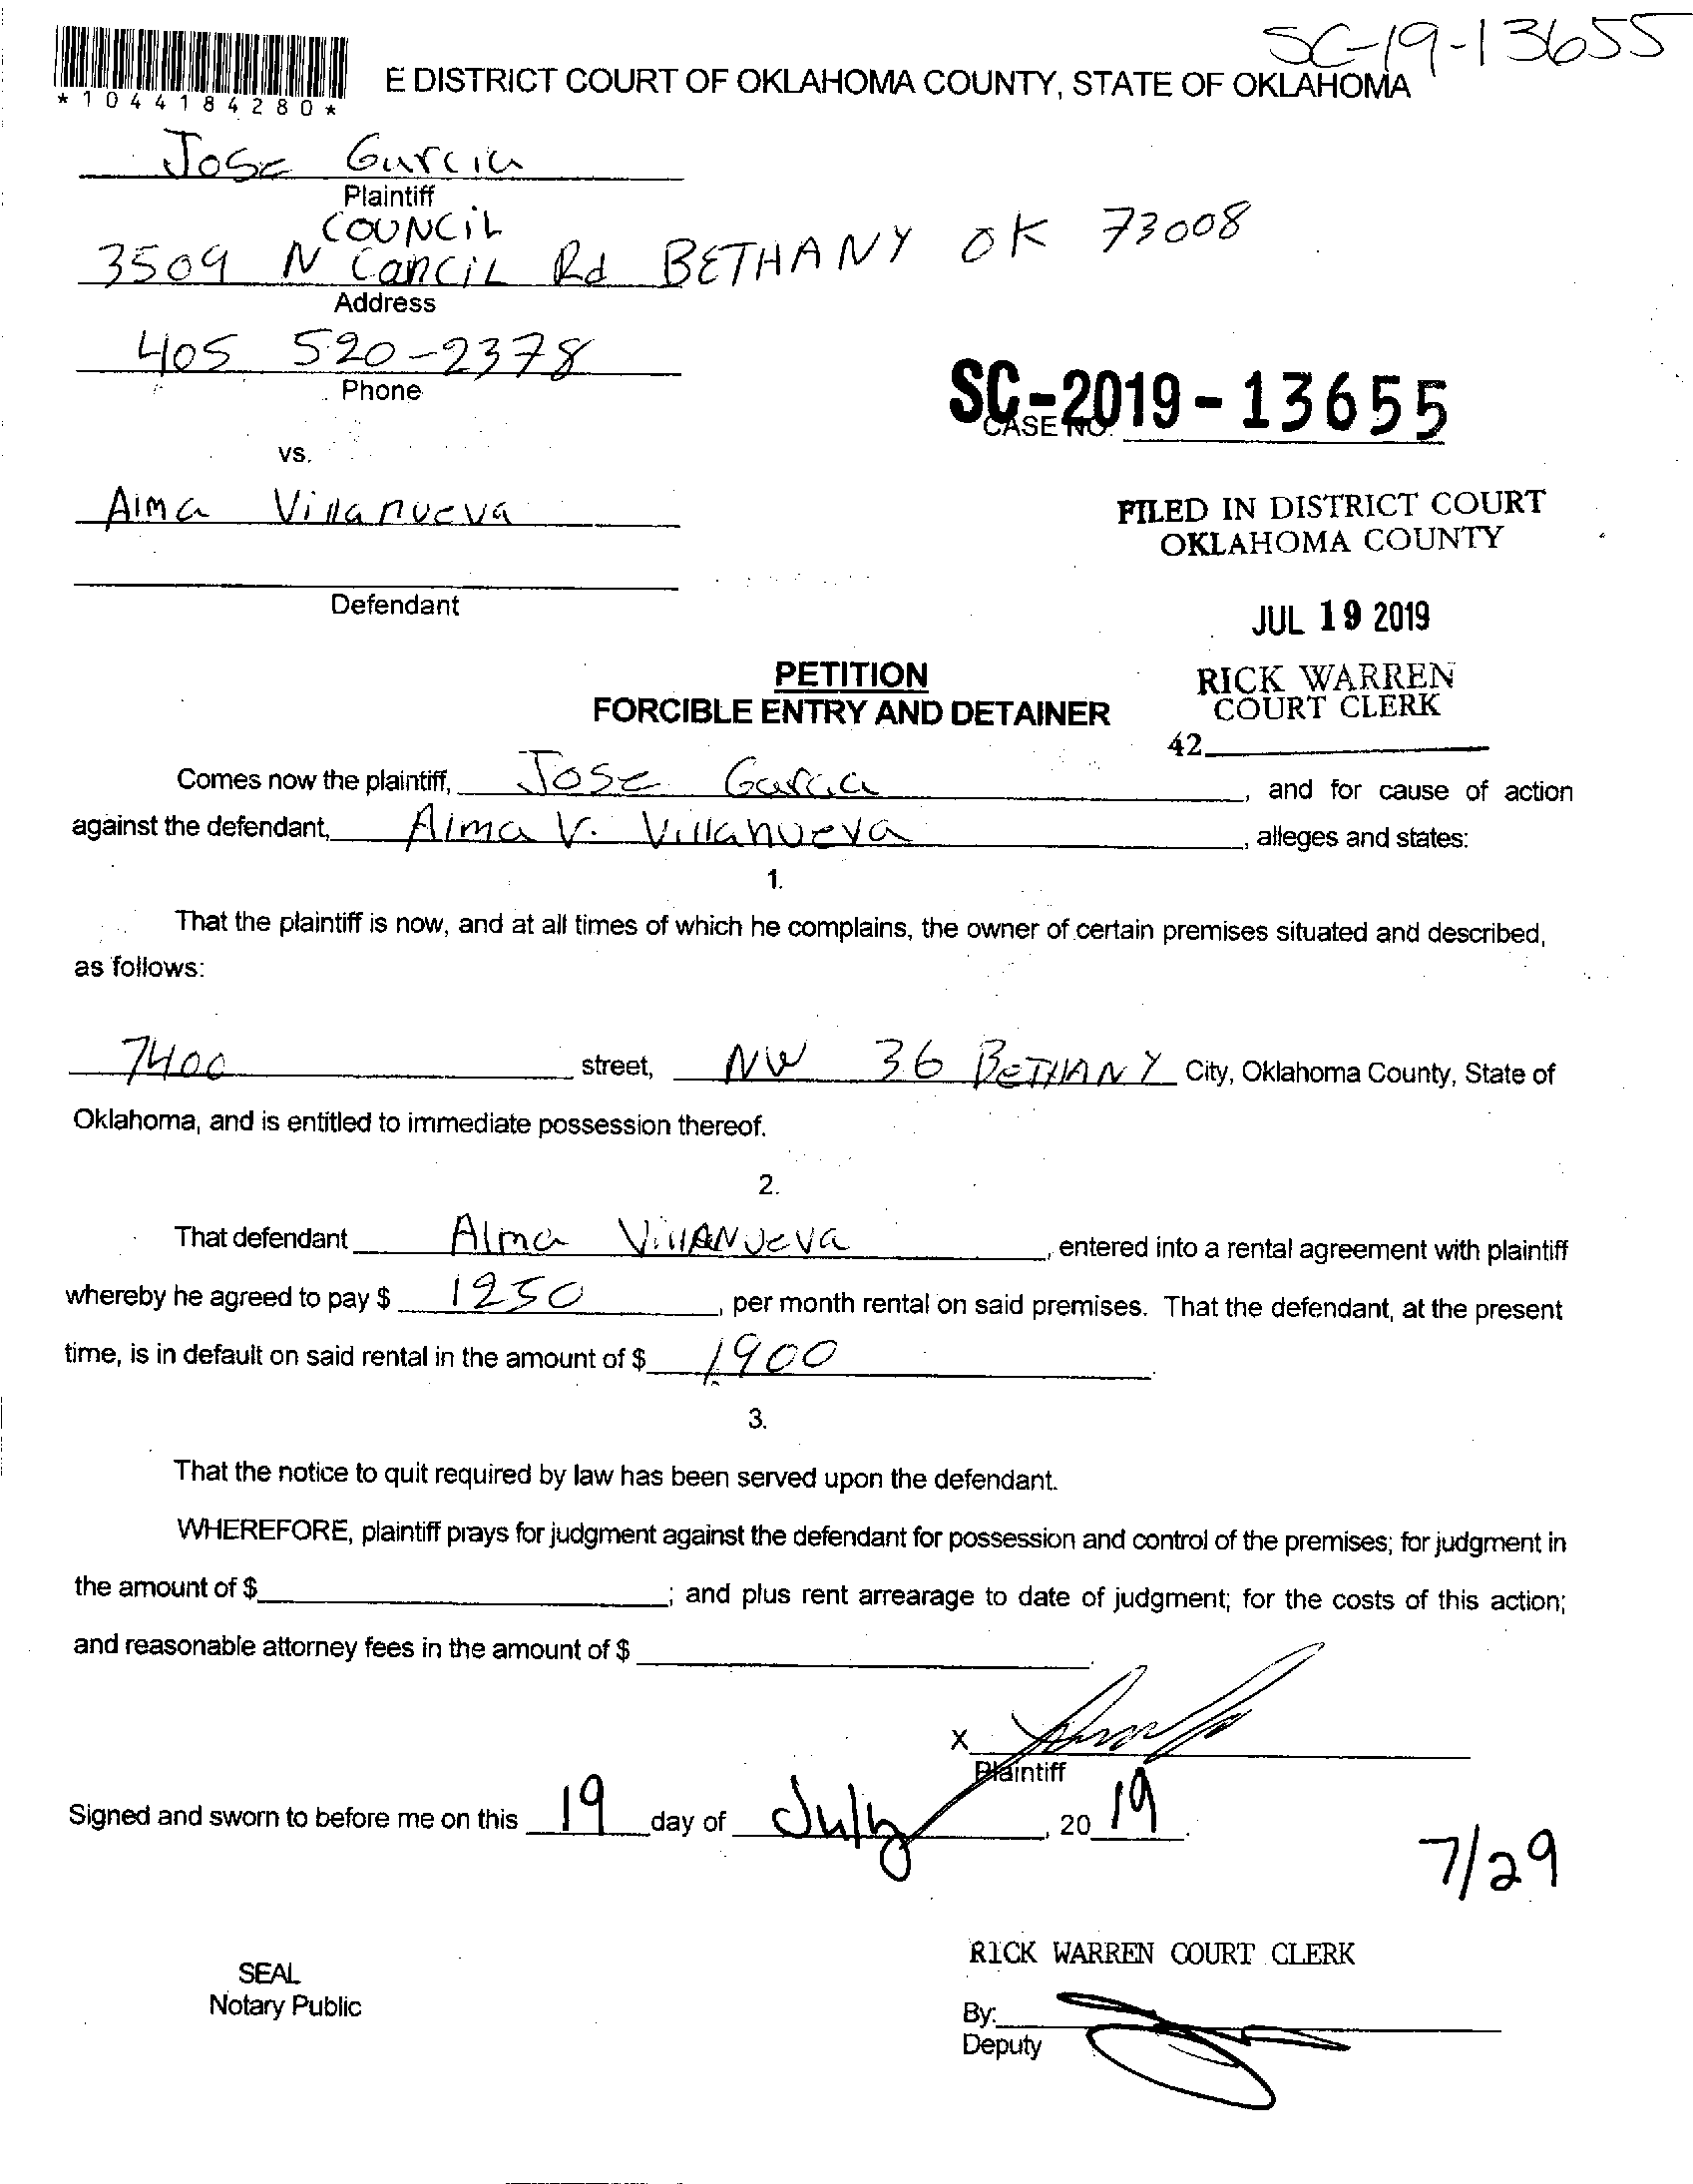 SC-19-13655
E DISTRICT COURT OF OKLAHOMA COUNTY, STATE OF OKLAHOMA
*1044184280*
Jose Garcia
Plaintiff
COUNCIL
3509 N Concil Rd BETHANY OK 73008
Address
405 520-2378
Phone
SC-2019-13655
CASE NO.
vs.
Alma Villanueva
FILED IN DISTRICT COURT
OKLAHOMA COUNTY
Defendant
JUL 19 2019
PETITION
RICK WARREN
FORCIBLE ENTRY AND DETAINER
COURT CLERK
42
Comes now the plaintiff, Jose Garcia, and for cause of action
against the defendant, Alma V. Villanueva, alleges and states:
1.
That the plaintiff is now, and at all times of which he complains, the owner of certain premises situated and described,
as follows:
7400 street, NW 36 BETHANY City, Oklahoma County, State of
Oklahoma, and is entitled to immediate possession thereof.
2.
That defendant Alma VillANueva, entered into a rental agreement with plaintiff
whereby he agreed to pay $ 1250, per month rental on said premises. That the defendant, at the present
time, is in default on said rental in the amount of $ 1900
3.
That the notice to quit required by law has been served upon the defendant.
WHEREFORE, plaintiff prays for judgment against the defendant for possession and control of the premises; for judgment in
the amount of $ ; and plus rent arrearage to date of judgment; for the costs of this action;
and reasonable attorney fees in the amount of $ .
X
Plaintiff
Signed and sworn to before me on this 19 day of July, 2019.
7/29
RICK WARREN COURT CLERK
SEAL
Notary Public
By:
Deputy